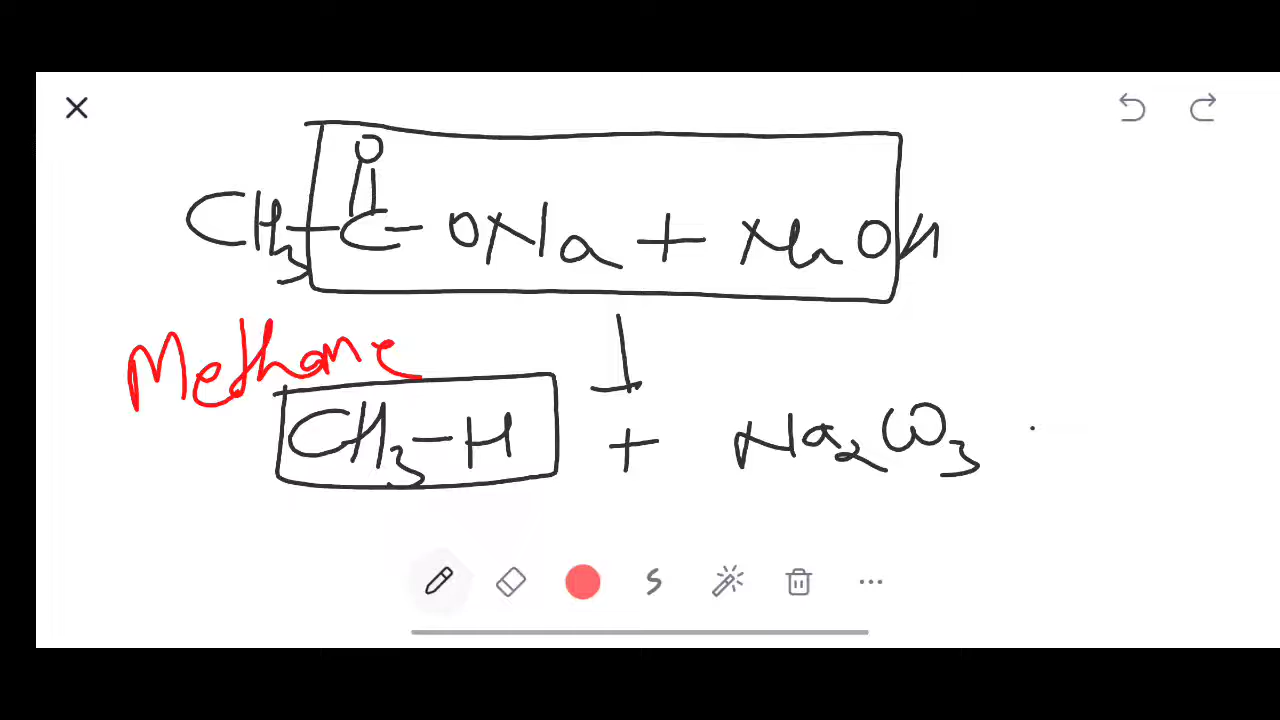 O
CH3-C-ONa + NaOH
Methane
CH3-H + Na2CO3